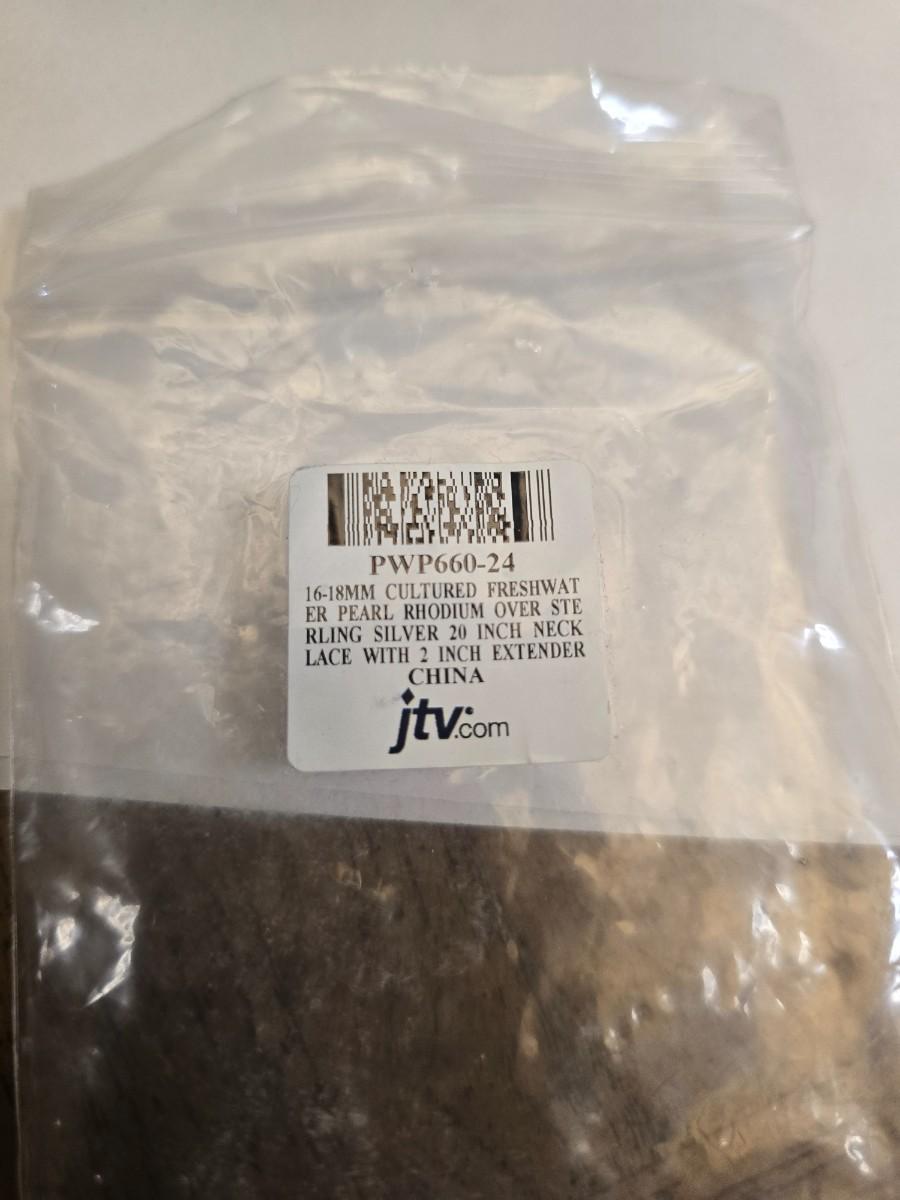 PWP660-24
16-18MM CULTURED FRESHWAT
ER PEARL RHODIUM OVER STE
RLING SILVER 20 INCH NECK
LACE WITH 2 INCH EXTENDER
CHINA
jtv.com